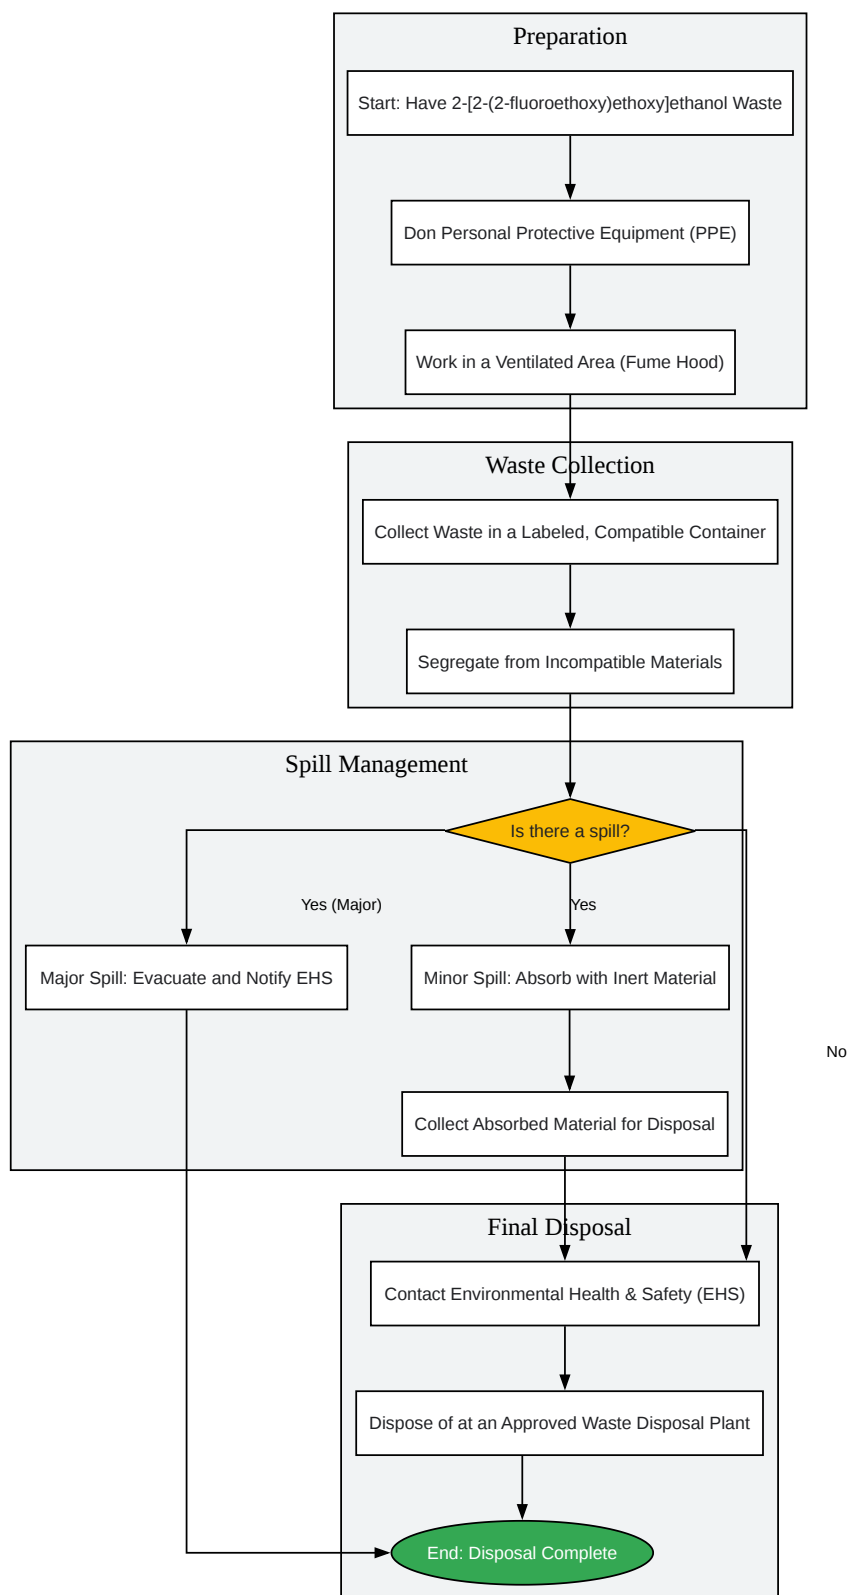 Preparation
Start: Have 2-[2-(2-fluoroethoxy)ethoxy]ethanol Waste
Don Personal Protective Equipment (PPE)
Work in a Ventilated Area (Fume Hood)
Waste Collection
Collect Waste in a Labeled, Compatible Container
Segregate from Incompatible Materials
Spill Management
Is there a spill?
Yes (Major)
Yes
Major Spill: Evacuate and Notify EHS
Minor Spill: Absorb with Inert Material
No
Collect Absorbed Material for Disposal
Final Disposal
Contact Environmental Health & Safety (EHS)
Dispose of at an Approved Waste Disposal Plant
End: Disposal Complete